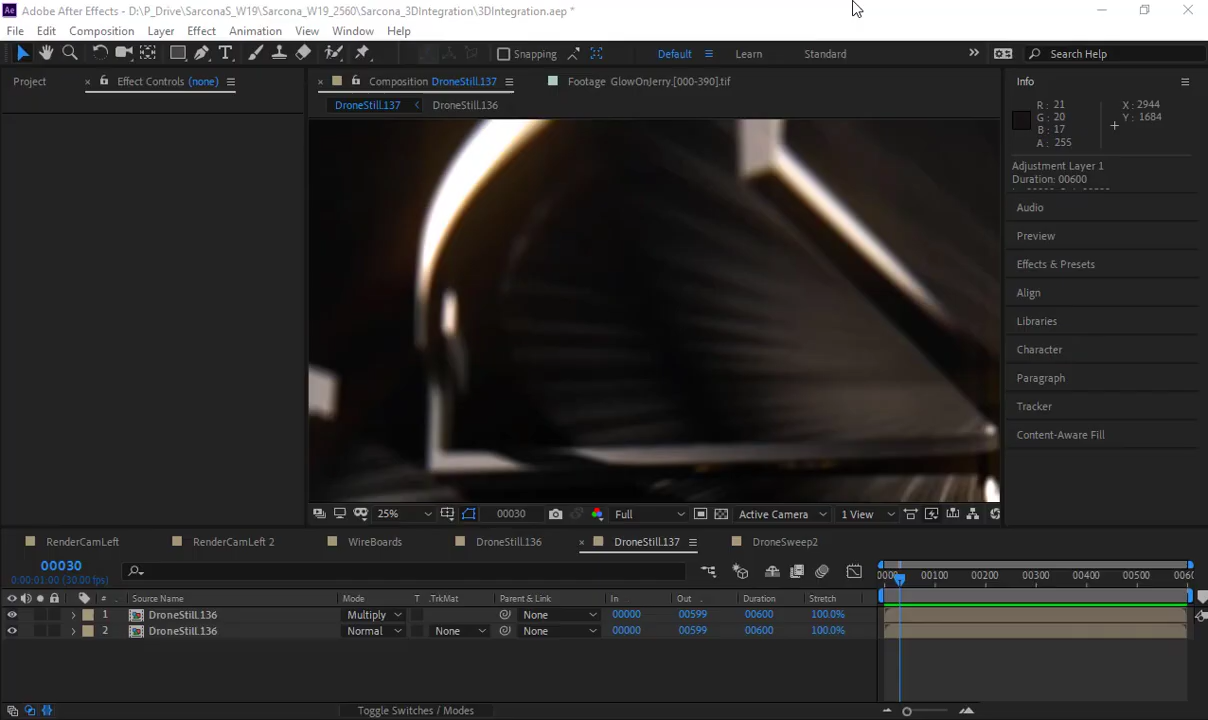 Adobe After Effects - D:\P_Drive\SarconaS_W19\Sarcona_W19_2560\Sarcona_3DIntegration\3DIntegration.aep *
File Edit Composition Layer Effect Animation View Window Help
Snapping Default Learn Standard Search Help
Project Effect Controls (none) Composition DroneStill.137 Footage GlowOnJerry.[000-390].tif Info
DroneStill.137 DroneStill.136
R: 21 X: 2944
G: 20 Y: 1684
B: 17
A: 255
Adjustment Layer 1
Duration: 00600
Audio
Preview
Effects & Presets
Align
Libraries
Character
Paragraph
Tracker
Content-Aware Fill
25% 00030 Full Active Camera 1 View
RenderCamLeft RenderCamLeft 2 WireBoards DroneStill.136 DroneStill.137 DroneSweep2
00030
0:00:01:00 (30.00 fps)
00100 00200 00300 00400 00500
# Source Name Mode T .TrkMat Parent & Link In Out Duration Stretch
1 DroneStill.136 Multiply None 00000 00599 00600 100.0%
2 DroneStill.136 Normal None None 00000 00599 00600 100.0%
Toggle Switches / Modes